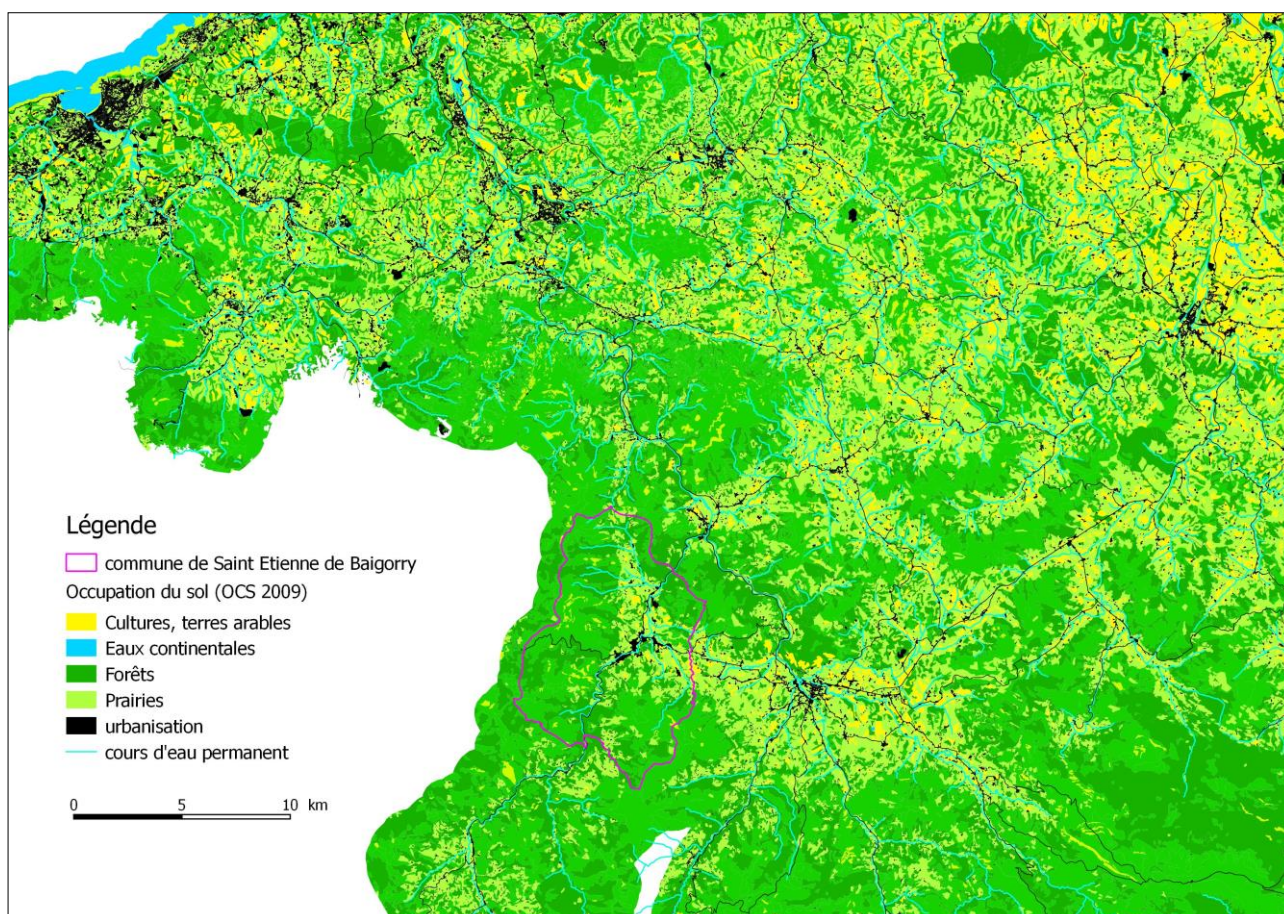 Légende
commune de Saint Etienne de Baigorry
Occupation du sol (OCS 2009)
Cultures, terres arables
Eaux continentales
Forêts
Prairies
urbanisation
cours d'eau permanent
0 5 10 km